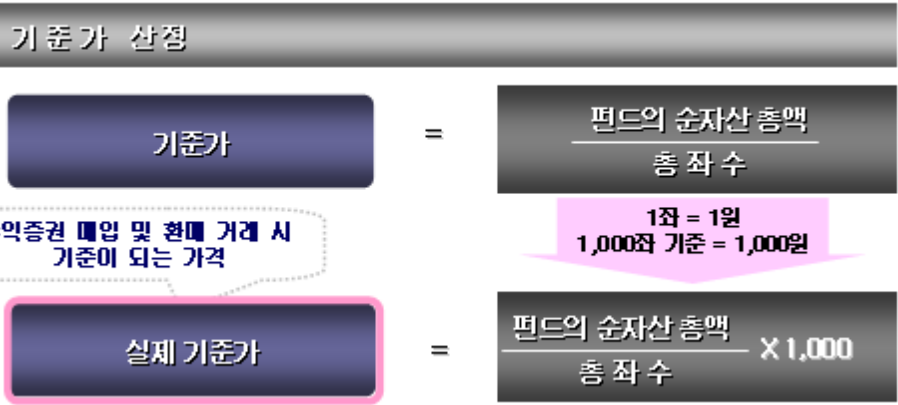 기준가 산정
기준가
=
펀드의 순자산 총액
총 좌 수
익증권 매입 및 환매 거래 시
기준이 되는 가격
1좌 = 1원
1,000좌 기준 = 1,000원
실제 기준가
=
펀드의 순자산 총액
총 좌 수
X 1,000